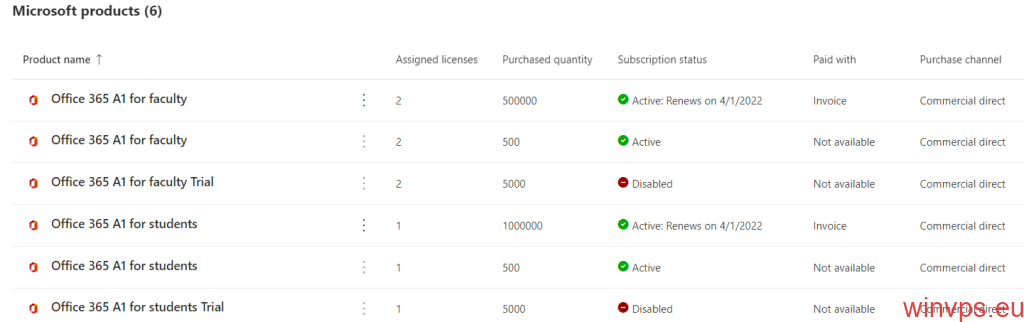 Microsoft products (6)
Product name ↑ Assigned licenses Purchased quantity Subscription status Paid with Purchase channel
Office 365 A1 for faculty 2 500000 Active: Renews on 4/1/2022 Invoice Commercial direct
Office 365 A1 for faculty 2 500 Active Not available Commercial direct
Office 365 A1 for faculty Trial 2 5000 Disabled Not available Commercial direct
Office 365 A1 for students 1 1000000 Active: Renews on 4/1/2022 Invoice Commercial direct
Office 365 A1 for students 1 500 Active Not available Commercial direct
Office 365 A1 for students Trial 1 5000 Disabled Not available Commercial direct
winvps.eu